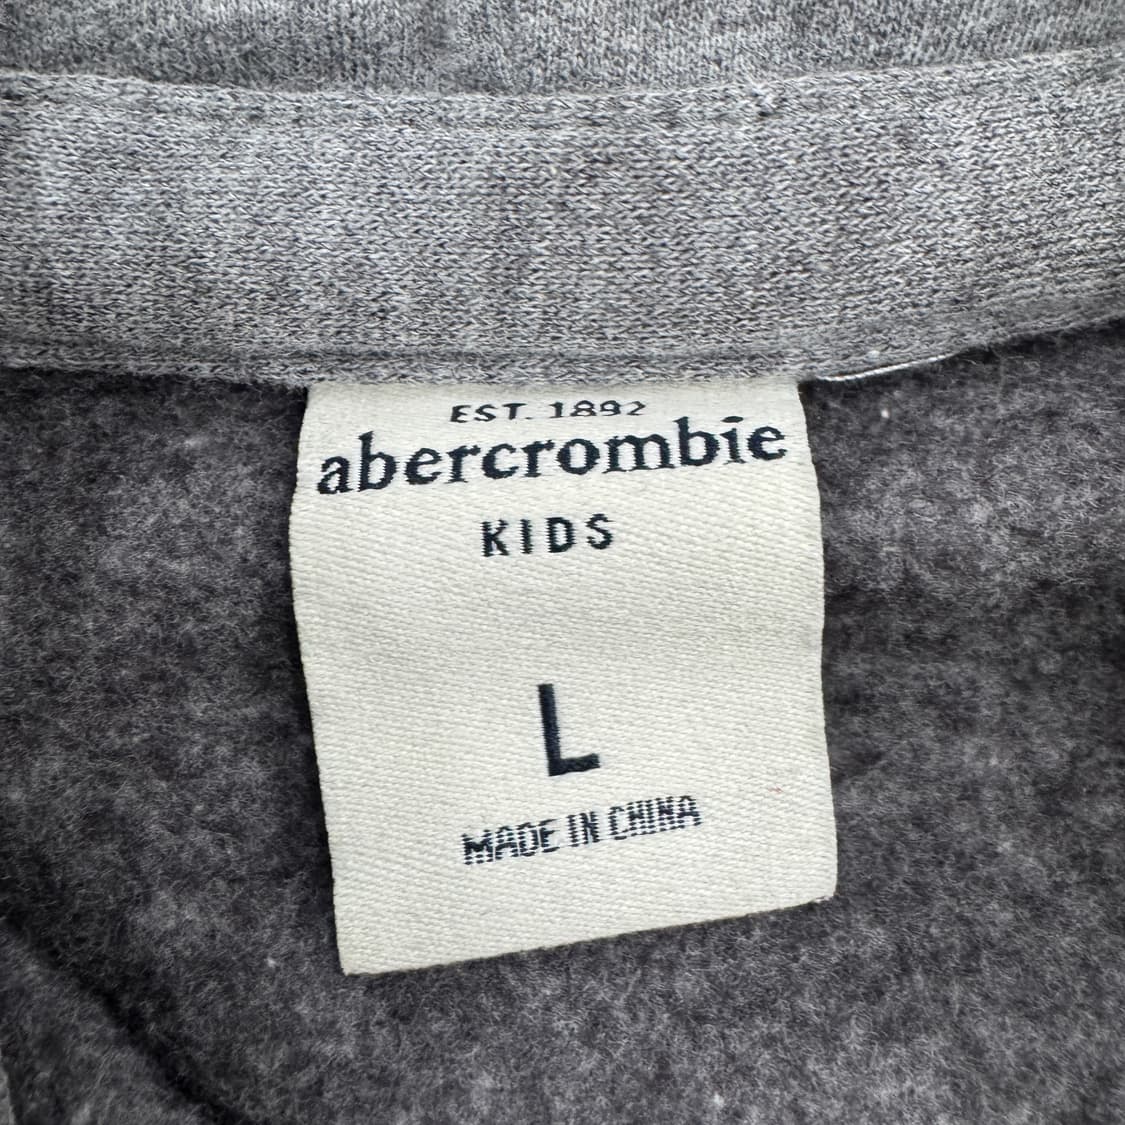 EST. 1892
abercrombie
KIDS
L
MADE IN CHINA